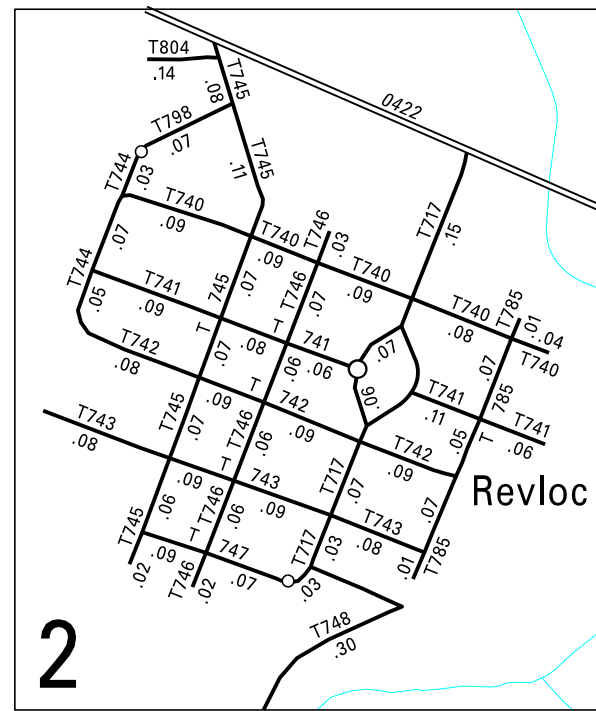 T804
.14
T745
.08
0422
T798
.07
T744
.03
T745
.11
T717
.15
T740
.09
T746
.03
T740
.09
T740
.09
T744
.07
.05
T741
.09
745
T
.07
T746
.07
T740
.08
T785
.01
.04
T740
T
741
.08
.06
.07
.06
T742
.08
.07
.06
T
742
.09
.09
T741
.11
785
T
.07
.05
T741
.06
T743
.08
T745
.07
T746
.06
T742
.09
T717
.07
.07
Revloc
T
743
.09
.09
T743
.08
.01
T785
T745
.06
.02
T746
.06
T
747
.09
.07
T746
.02
T717
.03
.03
T748
.30
2